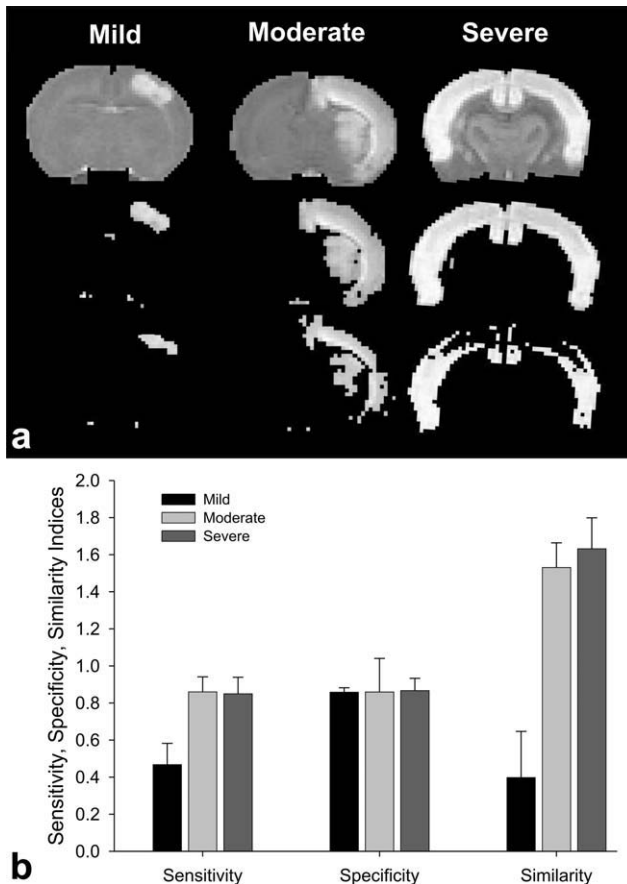 Mild Moderate Severe
a
2.0
1.8
1.6
1.4
1.2
1.0
0.8
0.6
0.4
0.2
0.0
Sensitivity, Specificity, Similarity Indices
Mild
Moderate
Severe
Sensitivity Specificity Similarity
b